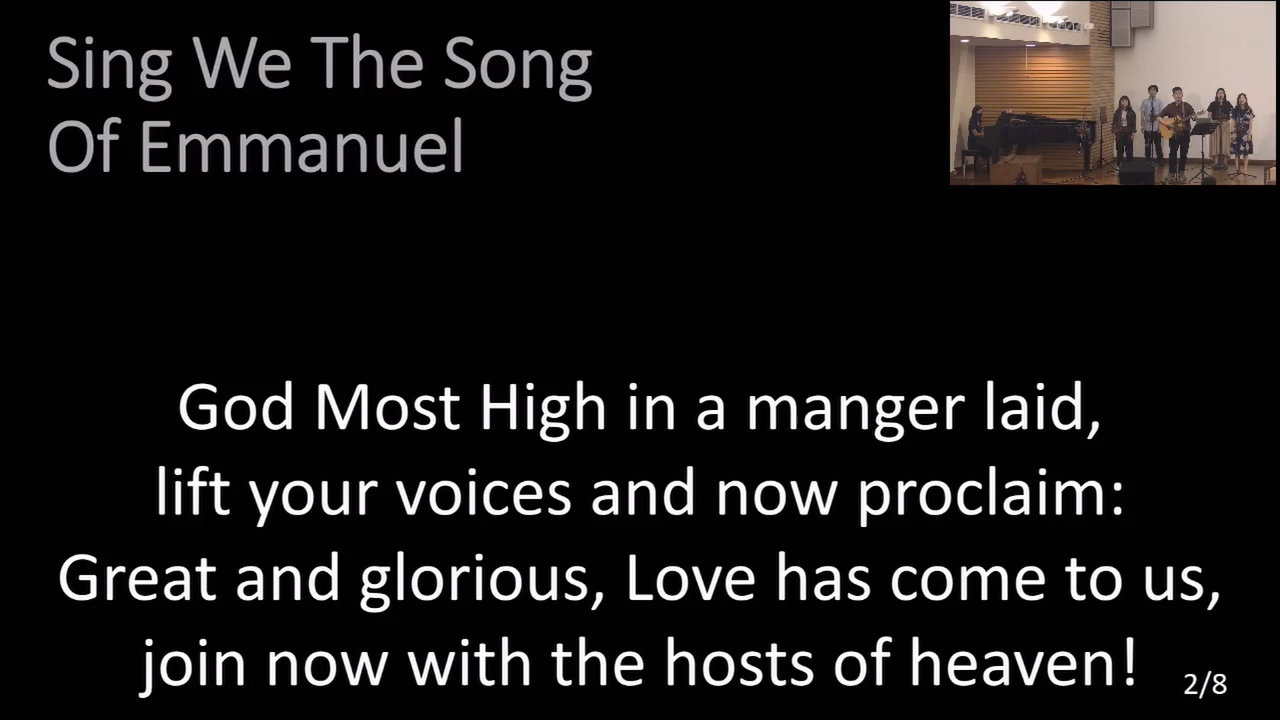 Sing We The Song
Of Emmanuel
God Most High in a manger laid,
lift your voices and now proclaim:
Great and glorious, Love has come to us,
join now with the hosts of heaven!
2/8